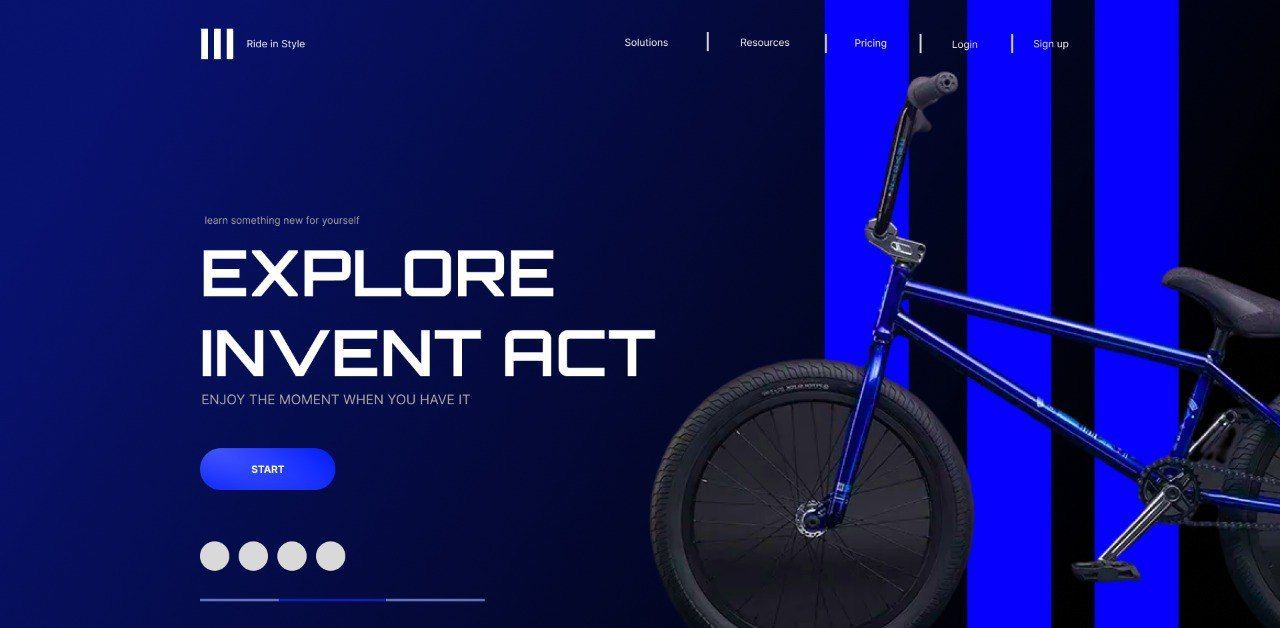 Ride in Style
Solutions
Resources
Pricing
Login
Sign up
learn something new for yourself
EXPLORE
INVENT ACT
ENJOY THE MOMENT WHEN YOU HAVE IT
START